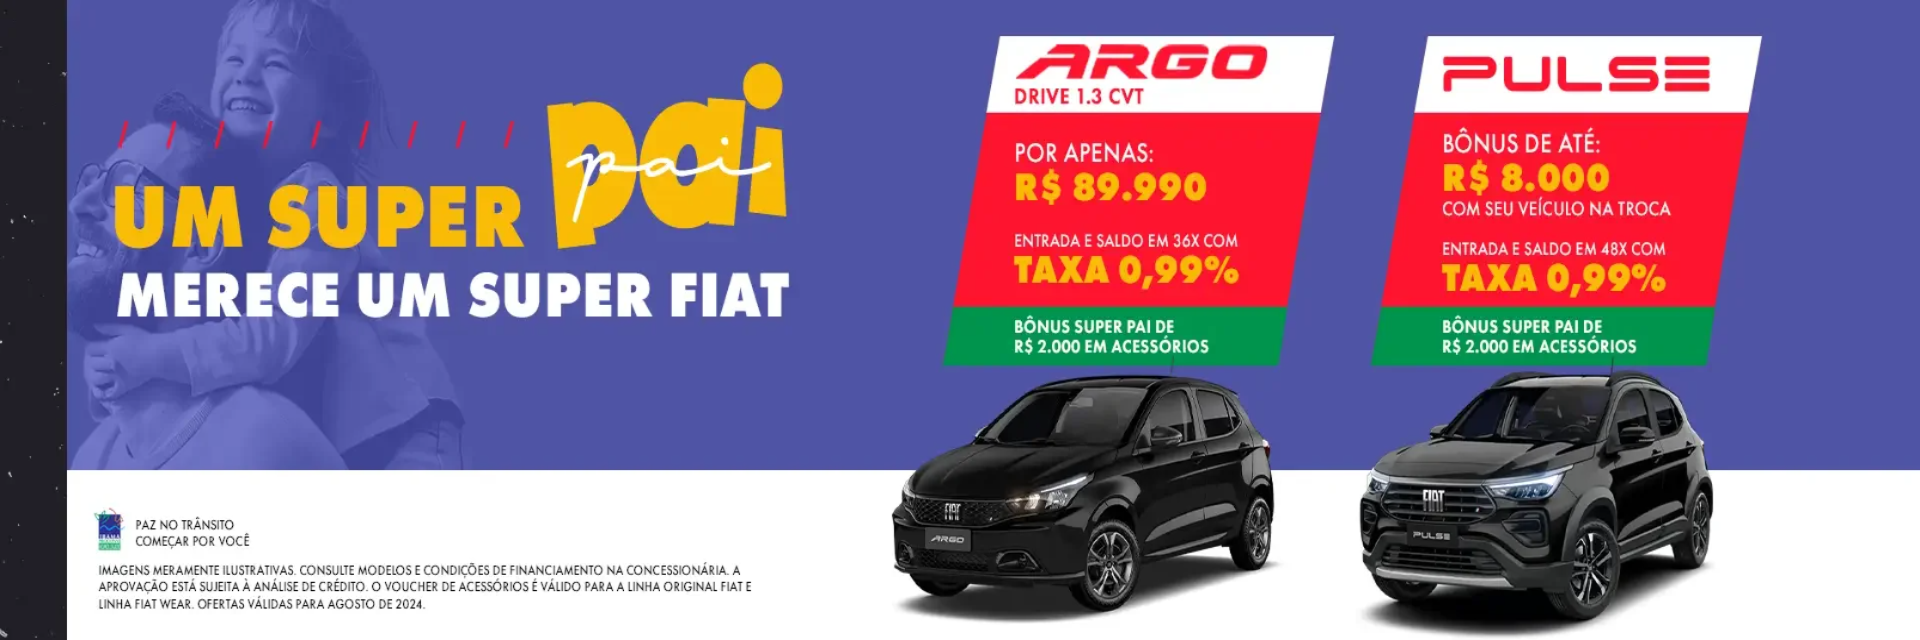 UM SUPER pai
pai
MERECE UM SUPER FIAT
ARGO
DRIVE 1.3 CVT
POR APENAS:
R$ 89.990
ENTRADA E SALDO EM 36X COM
TAXA 0,99%
BÔNUS SUPER PAI DE
R$ 2.000 EM ACESSÓRIOS
PULSE
BÔNUS DE ATÉ:
R$ 8.000
COM SEU VEÍCULO NA TROCA
ENTRADA E SALDO EM 48X COM
TAXA 0,99%
BÔNUS SUPER PAI DE
R$ 2.000 EM ACESSÓRIOS
FIAT
ARGO
FIAT
PULSE
IBAMA
PAZ NO TRÂNSITO
COMEÇAR POR VOCÊ
IMAGENS MERAMENTE ILUSTRATIVAS. CONSULTE MODELOS E CONDIÇÕES DE FINANCIAMENTO NA CONCESSIONÁRIA. A
APROVAÇÃO ESTÁ SUJEITA À ANÁLISE DE CRÉDITO. O VOUCHER DE ACESSÓRIOS É VÁLIDO PARA A LINHA ORIGINAL FIAT E
LINHA FIAT WEAR. OFERTAS VÁLIDAS PARA AGOSTO DE 2024.